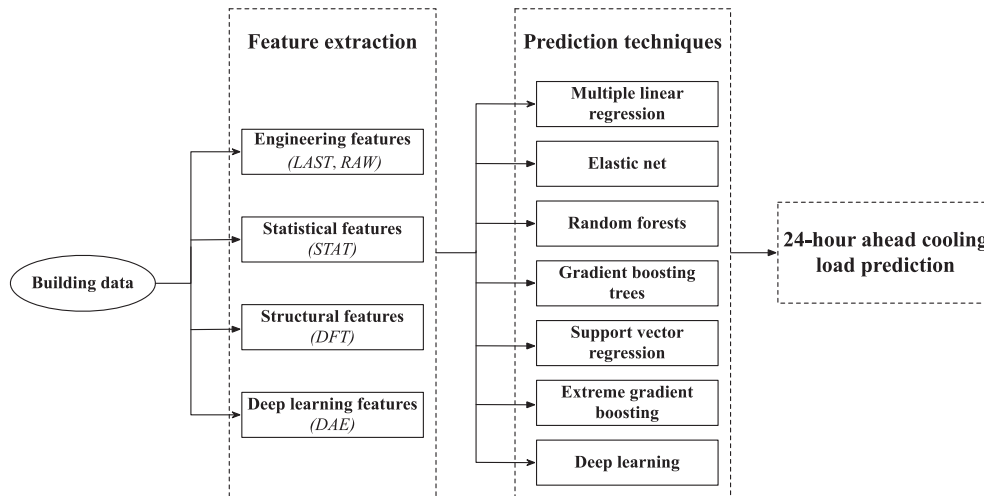 Feature extraction
Prediction techniques
Building data
Engineering features
(LAST, RAW)
Statistical features
(STAT)
Structural features
(DFT)
Deep learning features
(DAE)
Multiple linear
regression
Elastic net
Random forests
Gradient boosting
trees
Support vector
regression
Extreme gradient
boosting
Deep learning
24-hour ahead cooling
load prediction